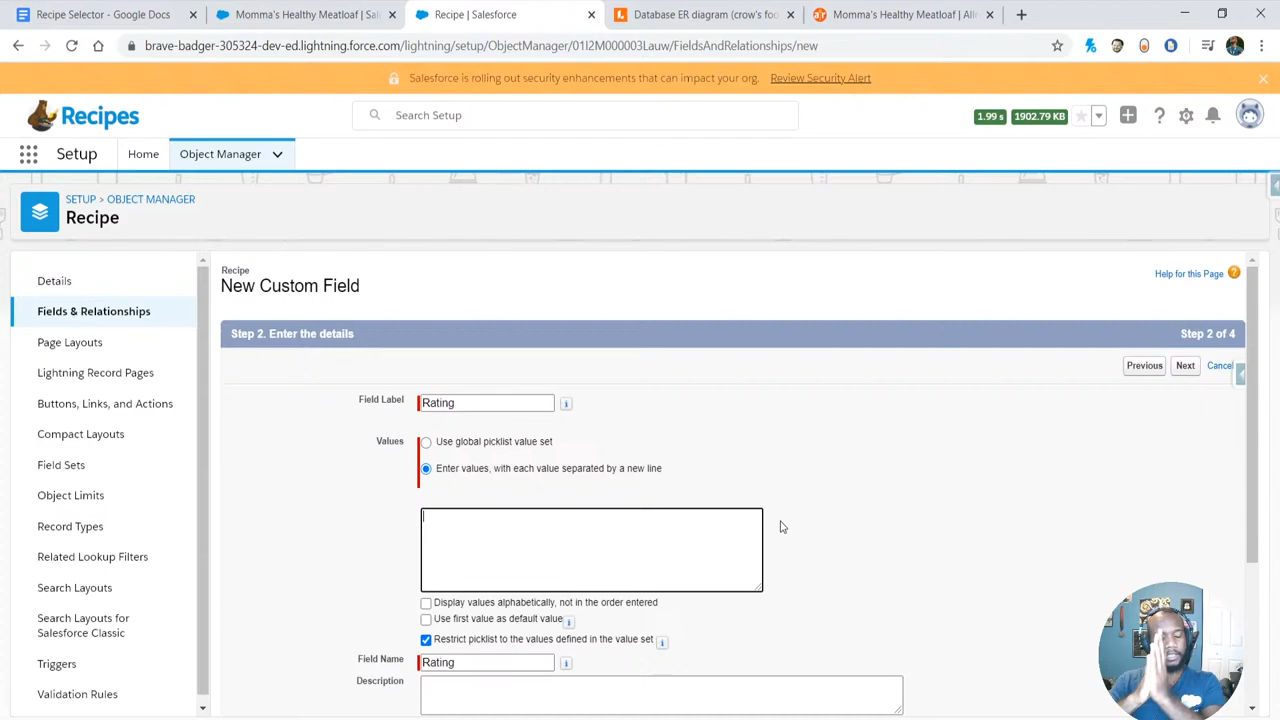 Recipe Selector - Google Docs
Momma's Healthy Meatloaf | Sal
Recipe | Salesforce
Database ER diagram (crow's foo
Momma's Healthy Meatloaf | Allr
brave-badger-305324-dev-ed.lightning.force.com/lightning/setup/ObjectManager/01I2M000003Lauw/FieldsAndRelationships/new
Salesforce is rolling out security enhancements that can impact your org. Review Security Alert
Recipes
Search Setup
1.99 s
1902.79 KB
Setup
Home
Object Manager
SETUP > OBJECT MANAGER
Recipe
Details
Fields & Relationships
Page Layouts
Lightning Record Pages
Buttons, Links, and Actions
Compact Layouts
Field Sets
Object Limits
Record Types
Related Lookup Filters
Search Layouts
Search Layouts for
Salesforce Classic
Triggers
Validation Rules
Recipe
New Custom Field
Help for this Page
Step 2. Enter the details
Step 2 of 4
Previous
Next
Cancel
Field Label
Rating
Values
Use global picklist value set
Enter values, with each value separated by a new line
Display values alphabetically, not in the order entered
Use first value as default value
Restrict picklist to the values defined in the value set
Field Name
Rating
Description